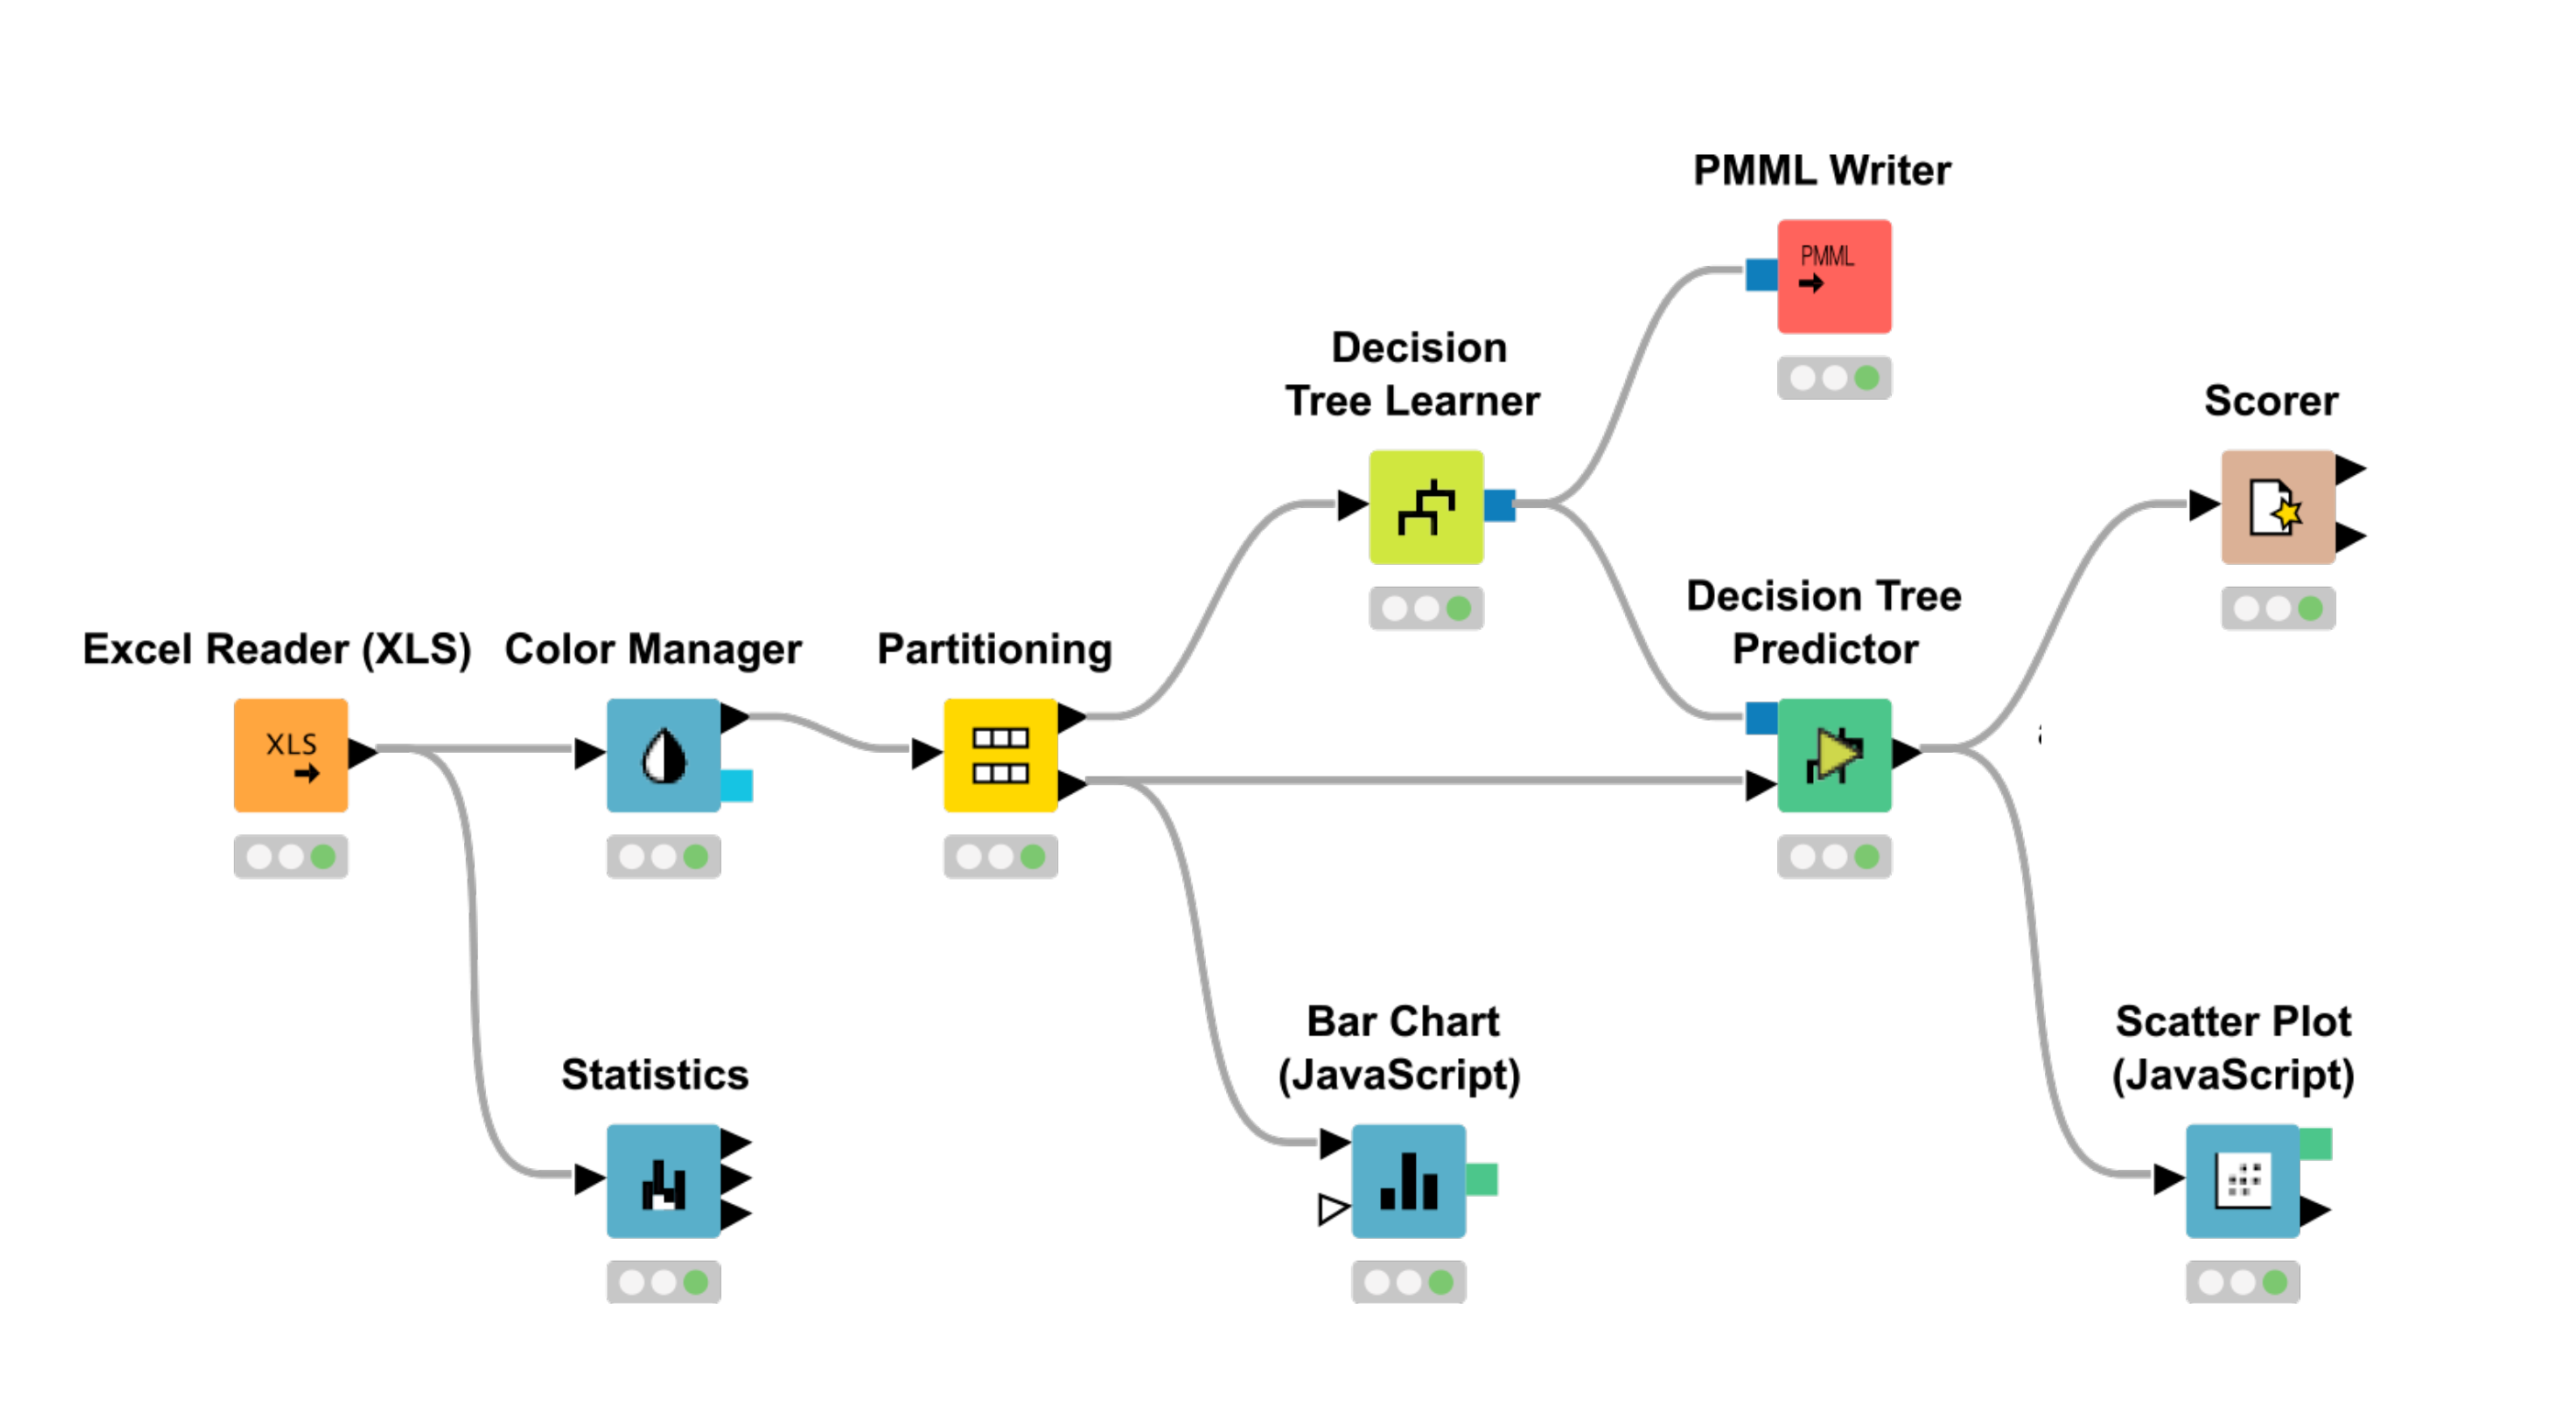 PMML Writer
PMML
Decision
Tree Learner
Scorer
Decision Tree
Predictor
Excel Reader (XLS)
Color Manager
Partitioning
XLS
Bar Chart
(JavaScript)
Scatter Plot
(JavaScript)
Statistics